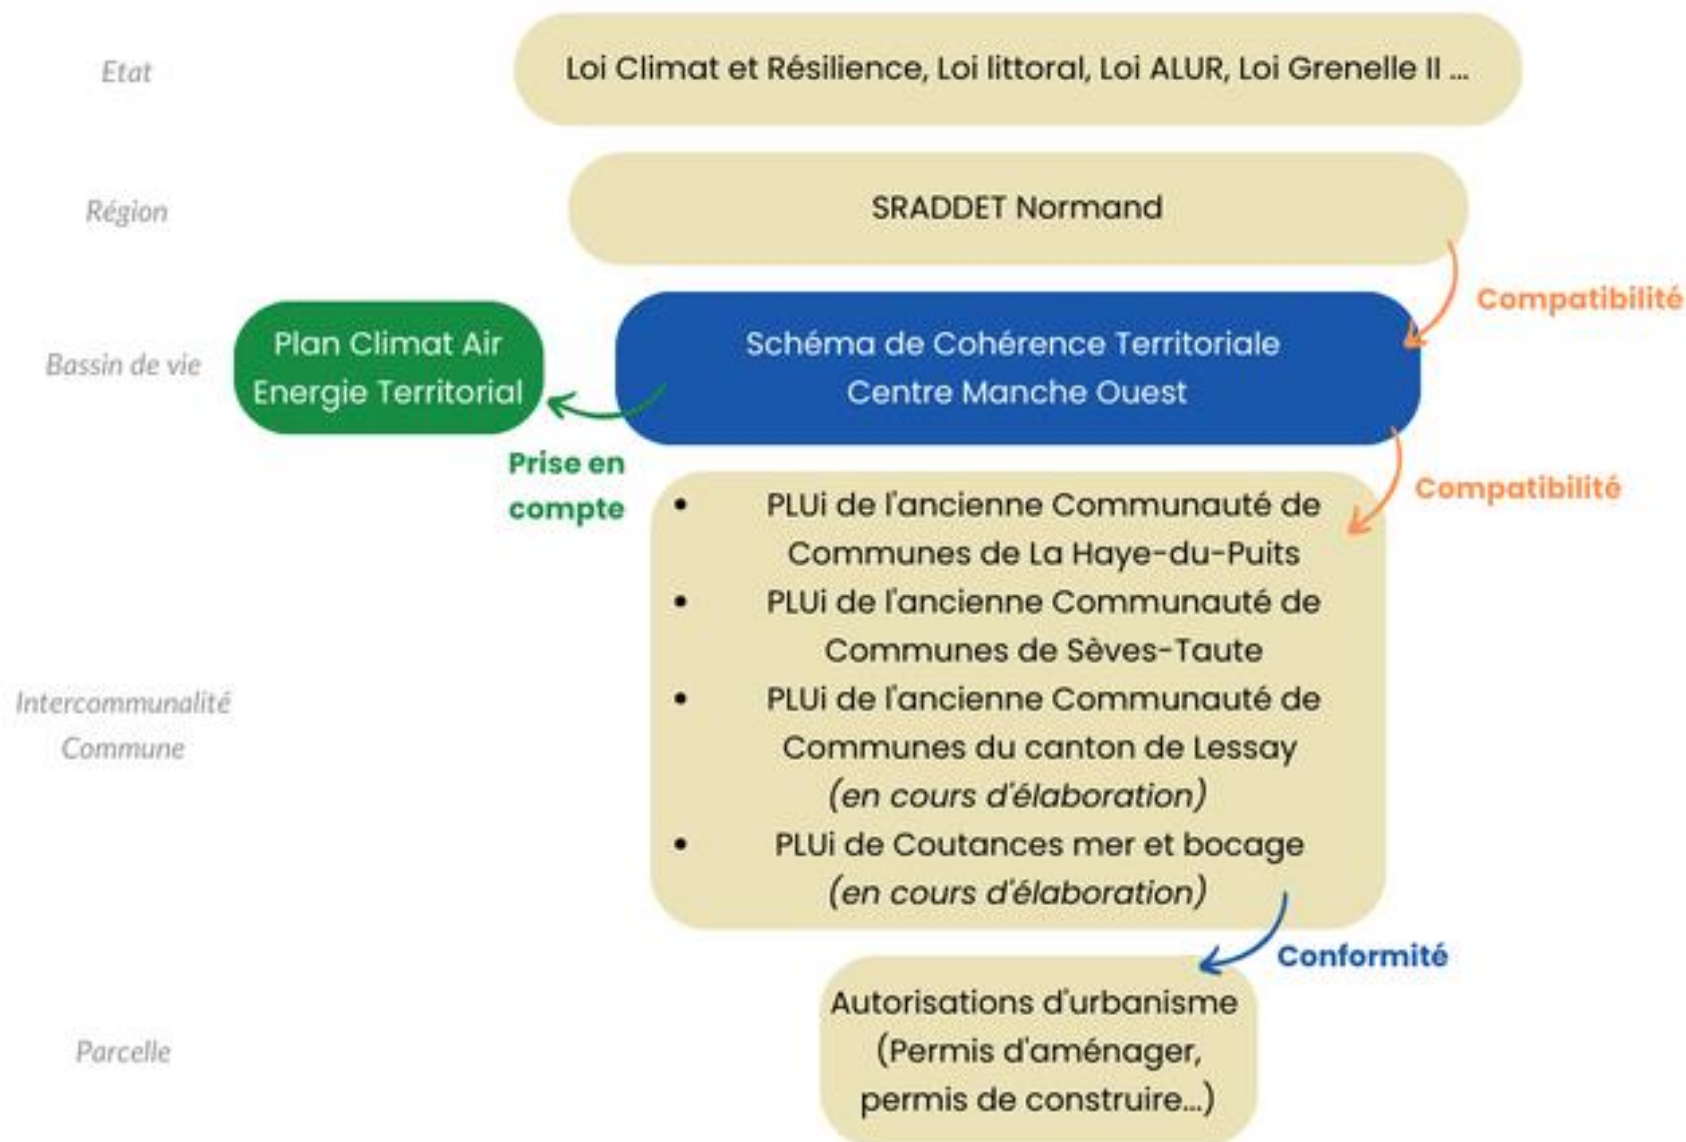 Etat
Loi Climat et Résilience, Loi littoral, Loi ALUR, Loi Grenelle II ...
Région
SRADDET Normand
Compatibilité
Bassin de vie
Plan Climat Air
Energie Territorial
Schéma de Cohérence Territoriale
Centre Manche Ouest
Prise en
compte
Compatibilité
Intercommunalité
Commune
• PLUi de l'ancienne Communauté de
Communes de La Haye-du-Puits
• PLUi de l'ancienne Communauté de
Communes de Sèves-Taute
• PLUi de l'ancienne Communauté de
Communes du canton de Lessay
(en cours d'élaboration)
• PLUi de Coutances mer et bocage
(en cours d'élaboration)
Conformité
Parcelle
Autorisations d'urbanisme
(Permis d'aménager,
permis de construire...)